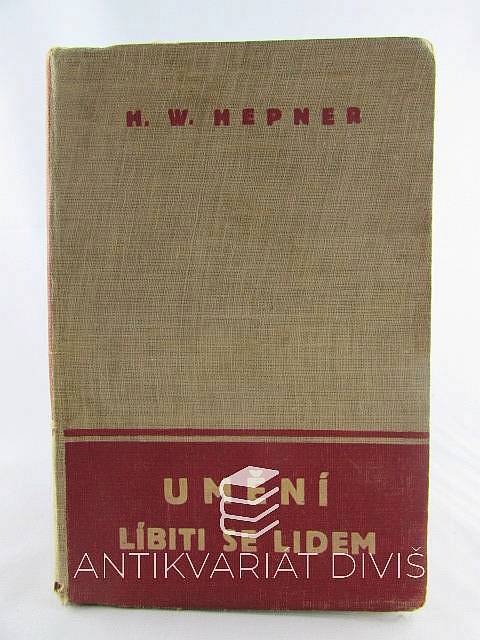 H. W. HEPNER
UMĚNÍ
LÍBITI SE LIDEM
ANTIKVARIÁT DIVIŠ